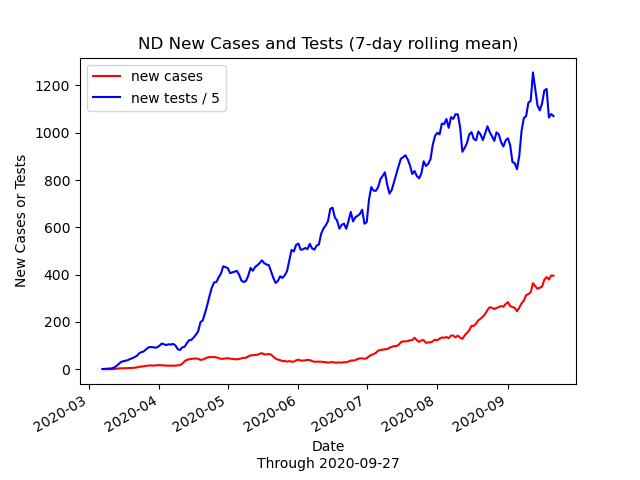 ND New Cases and Tests (7-day rolling mean)
new cases
new tests / 5
New Cases or Tests
1200
1000
800
600
400
200
0
2020-03
2020-04
2020-05
2020-06
2020-07
2020-08
2020-09
Date
Through 2020-09-27